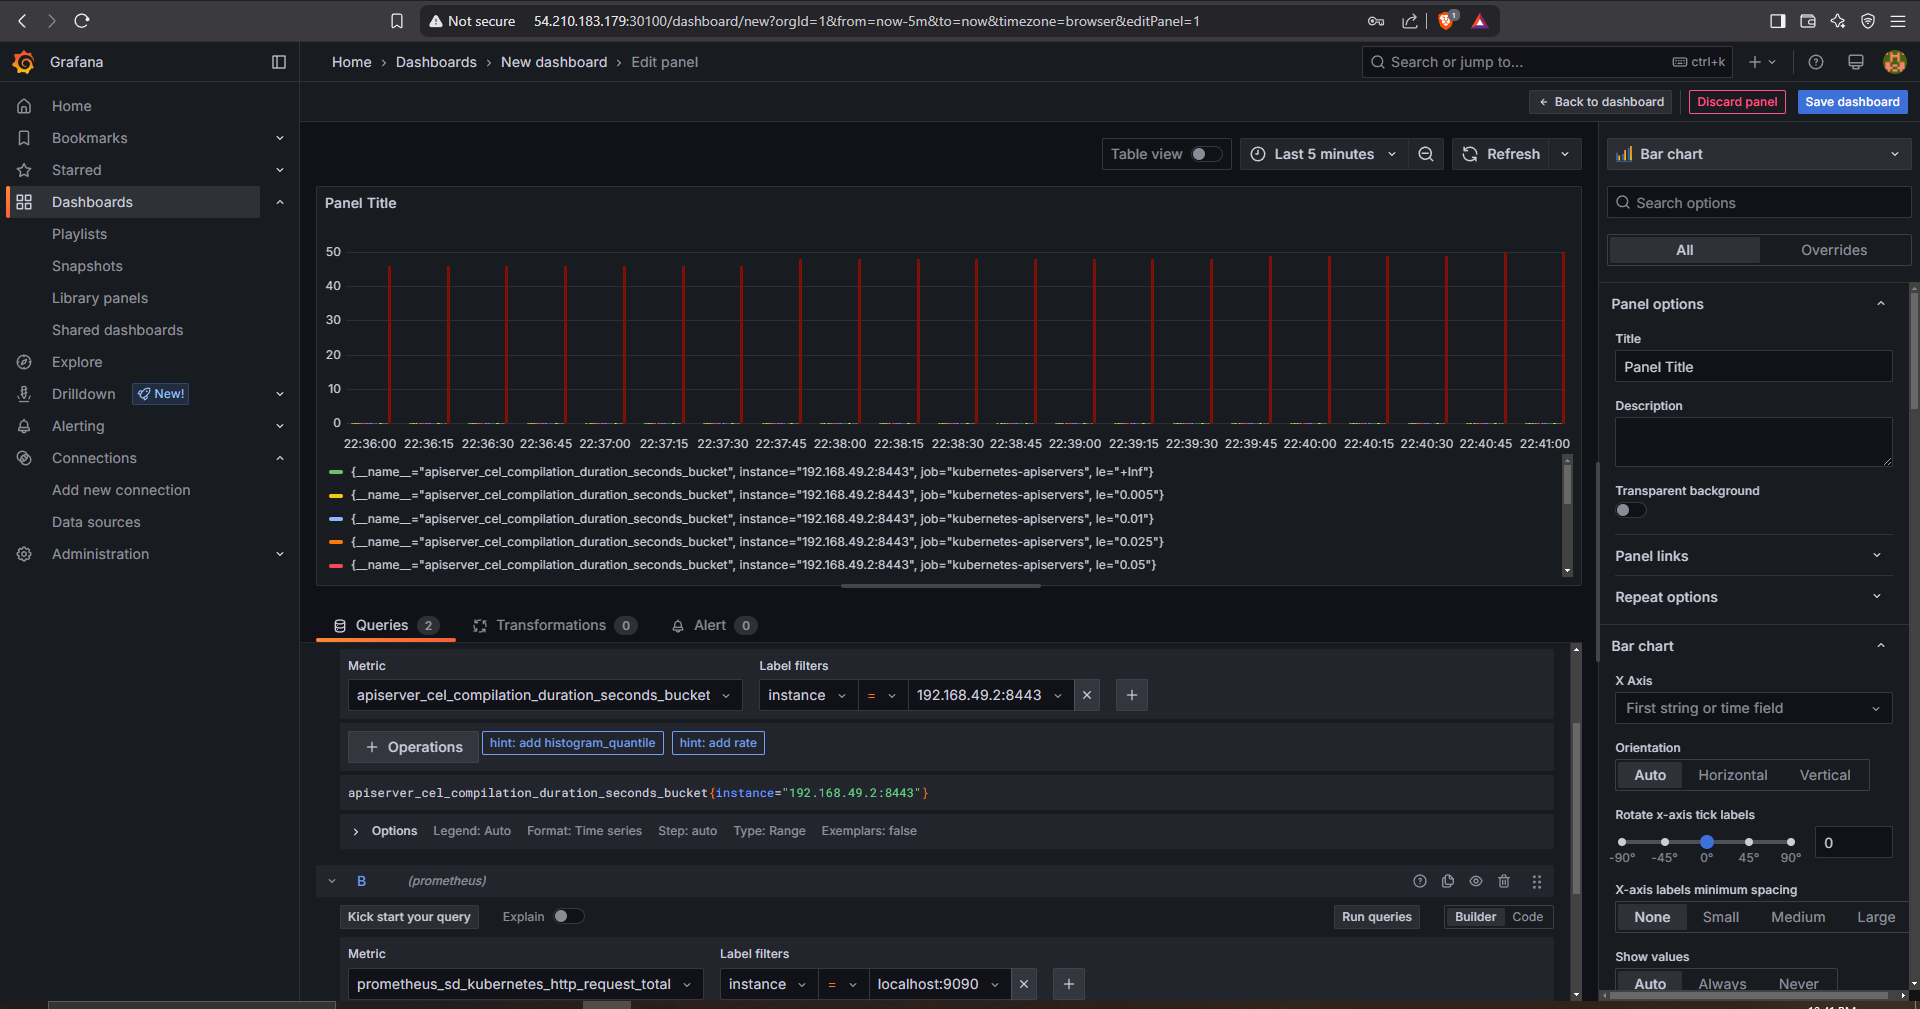 Not secure 54.210.183.179:30100/dashboard/new?orgId=1&from=now-5m&to=now&timezone=browser&editPanel=1
1
Grafana
Home › Dashboards › New dashboard › Edit panel
Search or jump to... ctrl+k
Back to dashboard
Discard panel
Save dashboard
Home
Bookmarks
Starred
Dashboards
Playlists
Snapshots
Library panels
Shared dashboards
Explore
Drilldown New!
Alerting
Connections
Add new connection
Data sources
Administration
Table view
Last 5 minutes
Refresh
Panel Title
50
40
30
20
10
0
22:36:00 22:36:15 22:36:30 22:36:45 22:37:00 22:37:15 22:37:30 22:37:45 22:38:00 22:38:15 22:38:30 22:38:45 22:39:00 22:39:15 22:39:30 22:39:45 22:40:00 22:40:15 22:40:30 22:40:45 22:41:00
{__name__="apiserver_cel_compilation_duration_seconds_bucket", instance="192.168.49.2:8443", job="kubernetes-apiservers", le="+Inf"}
{__name__="apiserver_cel_compilation_duration_seconds_bucket", instance="192.168.49.2:8443", job="kubernetes-apiservers", le="0.005"}
{__name__="apiserver_cel_compilation_duration_seconds_bucket", instance="192.168.49.2:8443", job="kubernetes-apiservers", le="0.01"}
{__name__="apiserver_cel_compilation_duration_seconds_bucket", instance="192.168.49.2:8443", job="kubernetes-apiservers", le="0.025"}
{__name__="apiserver_cel_compilation_duration_seconds_bucket", instance="192.168.49.2:8443", job="kubernetes-apiservers", le="0.05"}
Queries 2
Transformations 0
Alert 0
Metric
Label filters
apiserver_cel_compilation_duration_seconds_bucket
instance = 192.168.49.2:8443
+ Operations
hint: add histogram_quantile
hint: add rate
apiserver_cel_compilation_duration_seconds_bucket{instance="192.168.49.2:8443"}
Options Legend: Auto Format: Time series Step: auto Type: Range Exemplars: false
B (prometheus)
Kick start your query
Explain
Run queries
Builder Code
Metric
Label filters
prometheus_sd_kubernetes_http_request_total
instance = localhost:9090
Bar chart
Search options
All Overrides
Panel options
Title
Panel Title
Description
Transparent background
Panel links
Repeat options
Bar chart
X Axis
First string or time field
Orientation
Auto Horizontal Vertical
Rotate x-axis tick labels
-90° -45° 0° 45° 90°
0
X-axis labels minimum spacing
None Small Medium Large
Show values
Auto Always Never